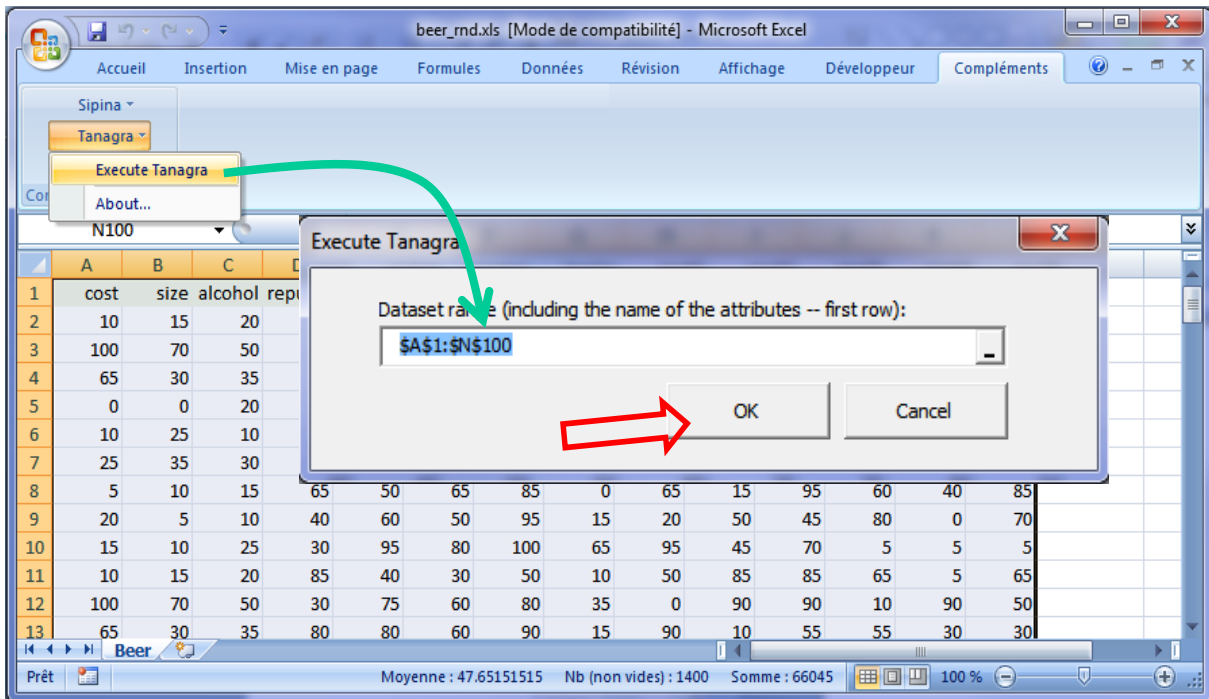 beer_rnd.xls [Mode de compatibilité] - Microsoft Excel
Accueil Insertion Mise en page Formules Données Révision Affichage Développeur Compléments
Sipina
Tanagra
Execute Tanagra
About...
N100
Execute Tanagra
Dataset (including the name of the attributes -- first row):
$A$1:$N$100
OK Cancel
A B C
1 cost size alcohol
2 10 15 20
3 100 70 50
4 65 30 35
5 0 0 20
6 10 25 10
7 25 35 30
8 5 10 15 65 50 65 85 0 65 15 95 60 40 85
9 20 5 10 40 60 50 95 15 20 50 45 80 0 70
10 15 10 25 30 95 80 100 65 95 45 70 5 5 5
11 10 15 20 85 40 30 50 10 50 85 85 65 5 65
12 100 70 50 30 75 60 80 35 0 90 90 10 90 50
13 65 30 35 80 80 60 90 15 90 10 55 55 30 30
Beer
Prêt Moyenne : 47.65151515 Nb (non vides) : 1400 Somme : 66045 100 %